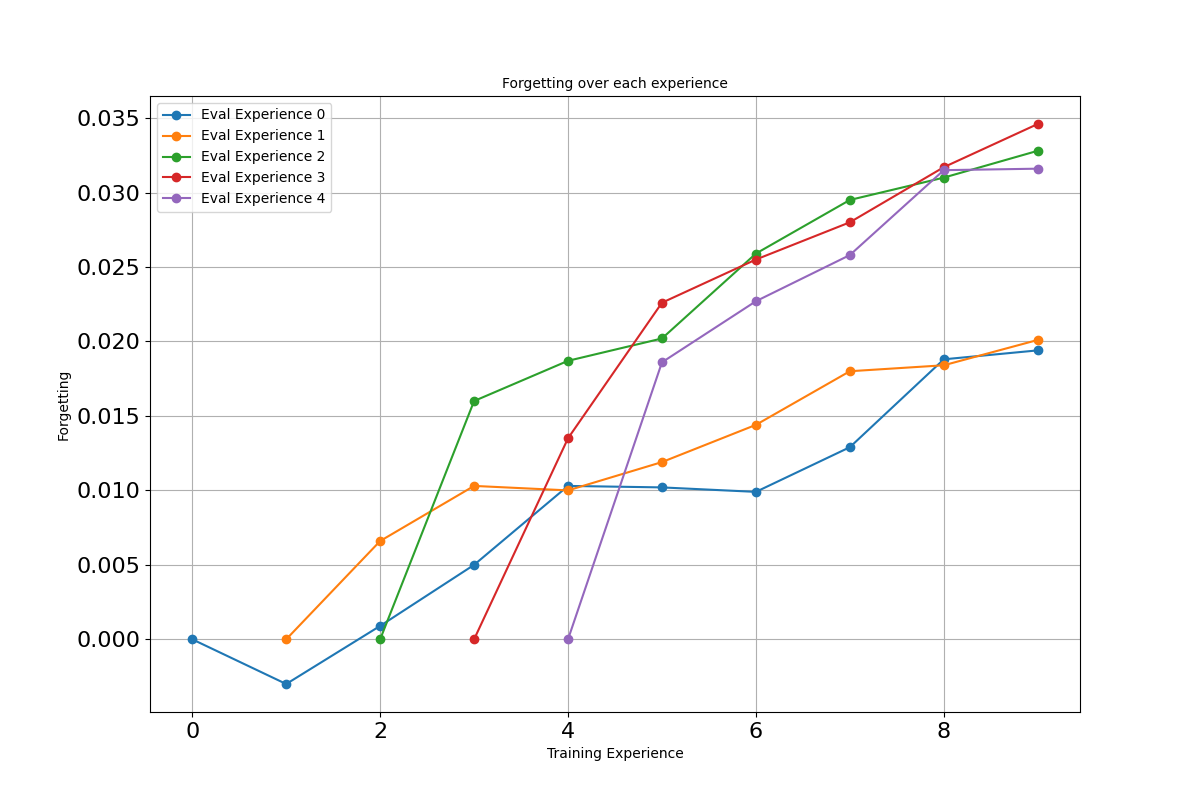 Forgetting over each experience
Eval Experience 0
Eval Experience 1
Eval Experience 2
Eval Experience 3
Eval Experience 4
0.035
0.030
0.025
0.020
0.015
0.010
0.005
0.000
Forgetting
0 2 4 6 8
Training Experience